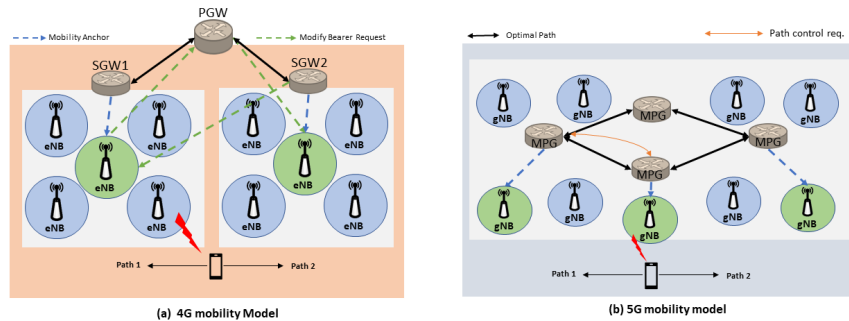 PGW
Mobility Anchor
Modify Bearer Request
SGW1
SGW2
eNB
eNB
eNB
eNB
eNB
eNB
eNB
eNB
eNB
eNB
Path 1
Path 2
(a) 4G mobility Model
Optimal Path
Path control req.
gNB
gNB
gNB
gNB
MPG
MPG
MPG
MPG
gNB
gNB
gNB
gNB
gNB
Path 1
Path 2
(b) 5G mobility model